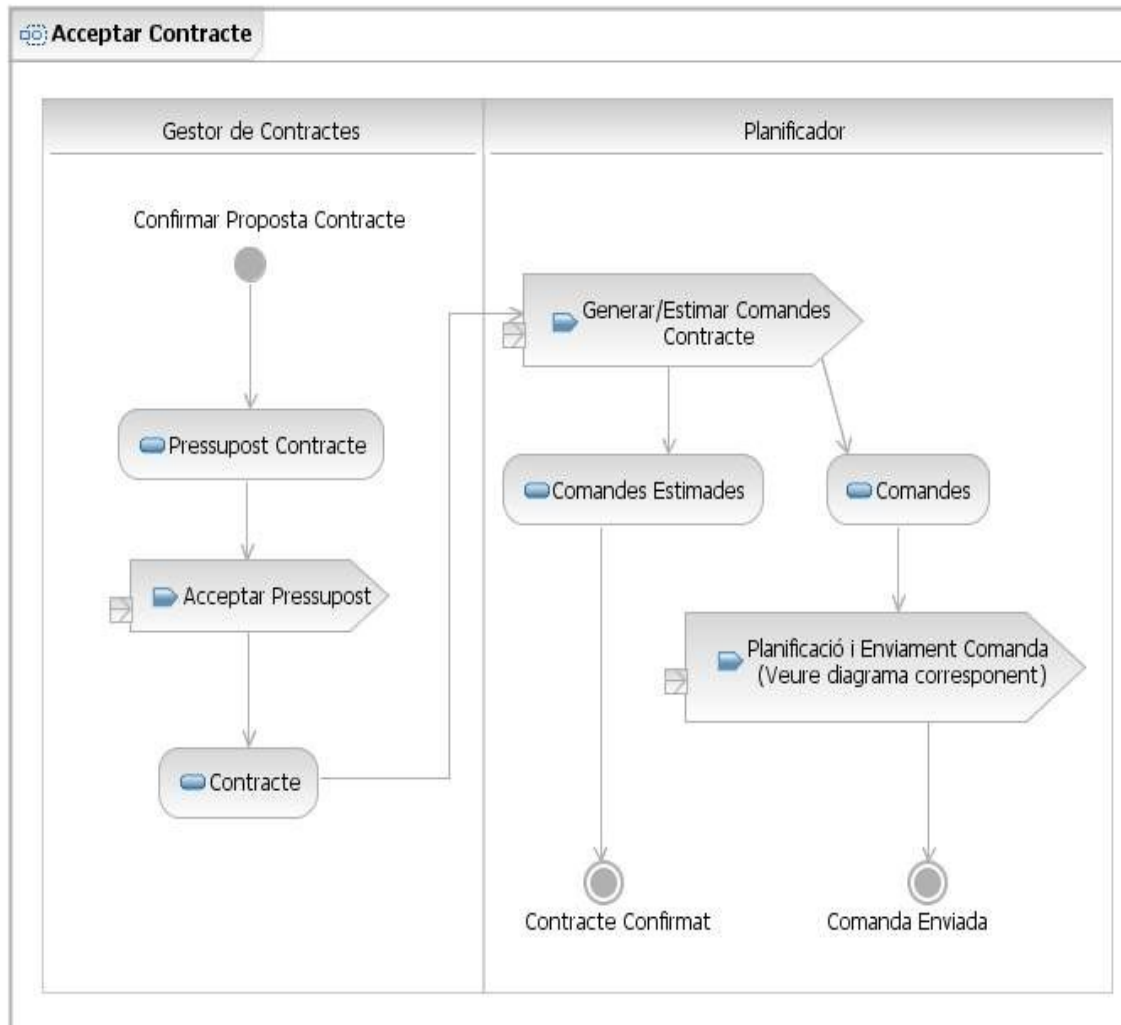 Acceptar Contracte
Gestor de Contractes
Planificador
Confirmar Proposta Contracte
Generar/Estimar Comandes
Contracte
Pressupost Contracte
Comandes Estimades
Comandes
Acceptar Pressupost
Planificació i Enviament Comanda
(Veure diagrama corresponent)
Contracte
Contracte Confirmat
Comanda Enviada